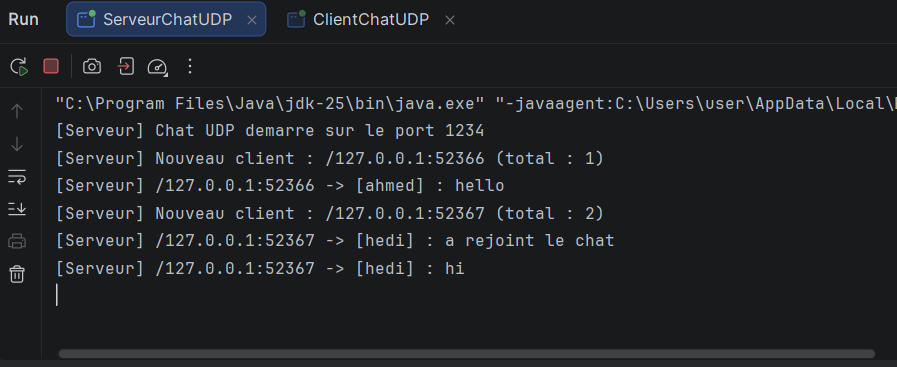 Run ServeurChatUDP ClientChatUDP
"C:\Program Files\Java\jdk-25\bin\java.exe" "-javaagent:C:\Users\user\AppData\Local\
[Serveur] Chat UDP demarre sur le port 1234
[Serveur] Nouveau client : /127.0.0.1:52366 (total : 1)
[Serveur] /127.0.0.1:52366 -> [ahmed] : hello
[Serveur] Nouveau client : /127.0.0.1:52367 (total : 2)
[Serveur] /127.0.0.1:52367 -> [hedi] : a rejoint le chat
[Serveur] /127.0.0.1:52367 -> [hedi] : hi